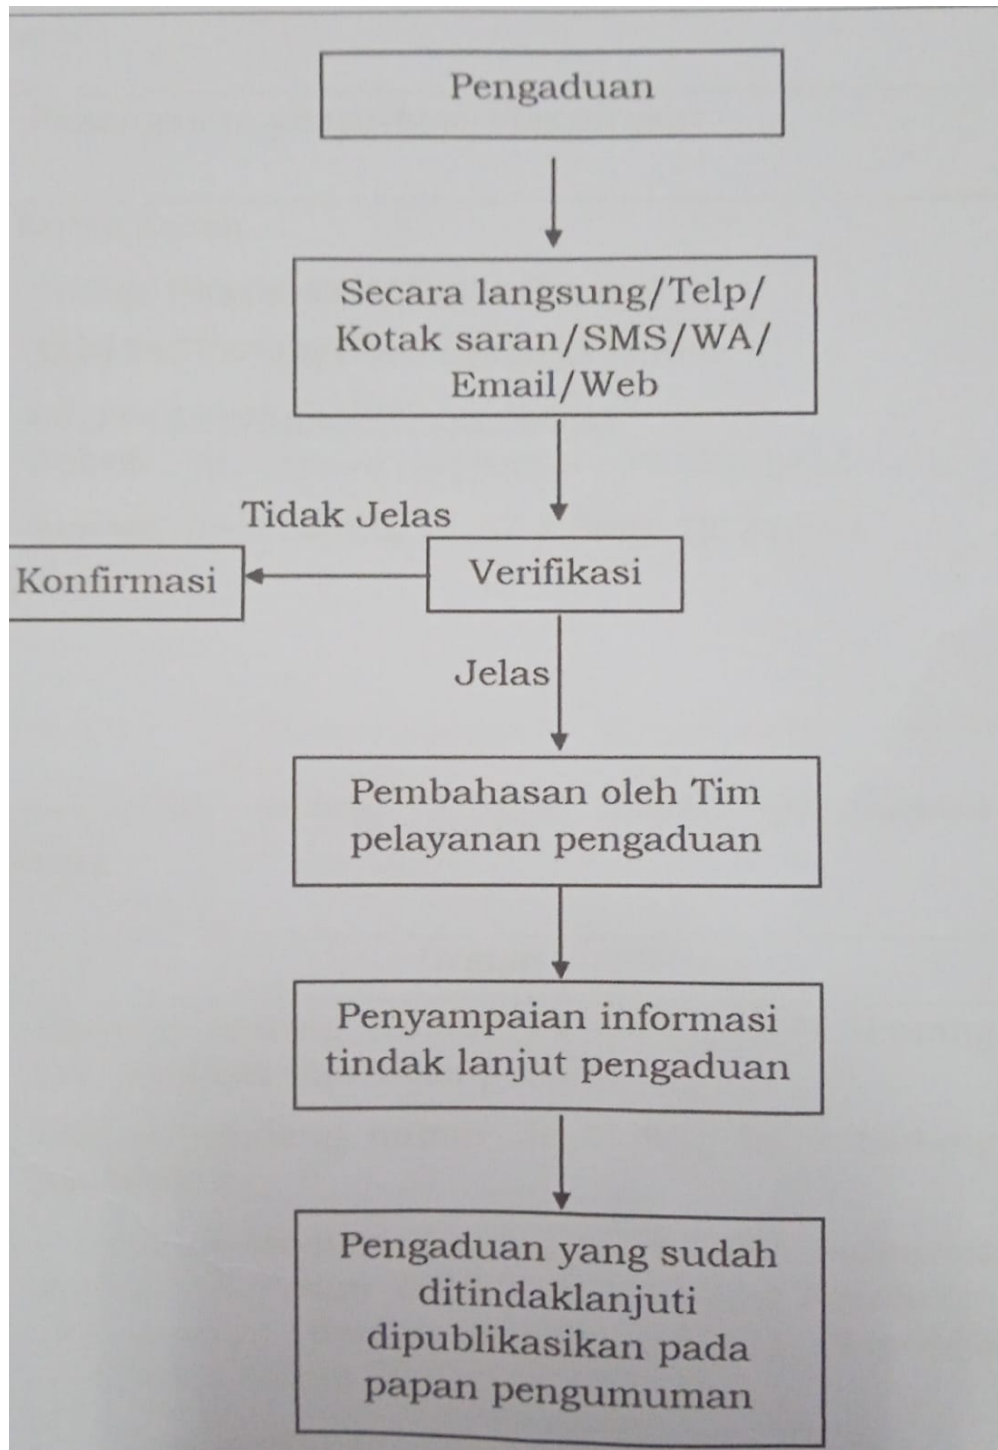 Pengaduan
Secara langsung/Telp/
Kotak saran/SMS/WA/
Email/Web
Tidak Jelas
Konfirmasi
Verifikasi
Jelas
Pembahasan oleh Tim
pelayanan pengaduan
Penyampaian informasi
tindak lanjut pengaduan
Pengaduan yang sudah
ditindaklanjuti
dipublikasikan pada
papan pengumuman